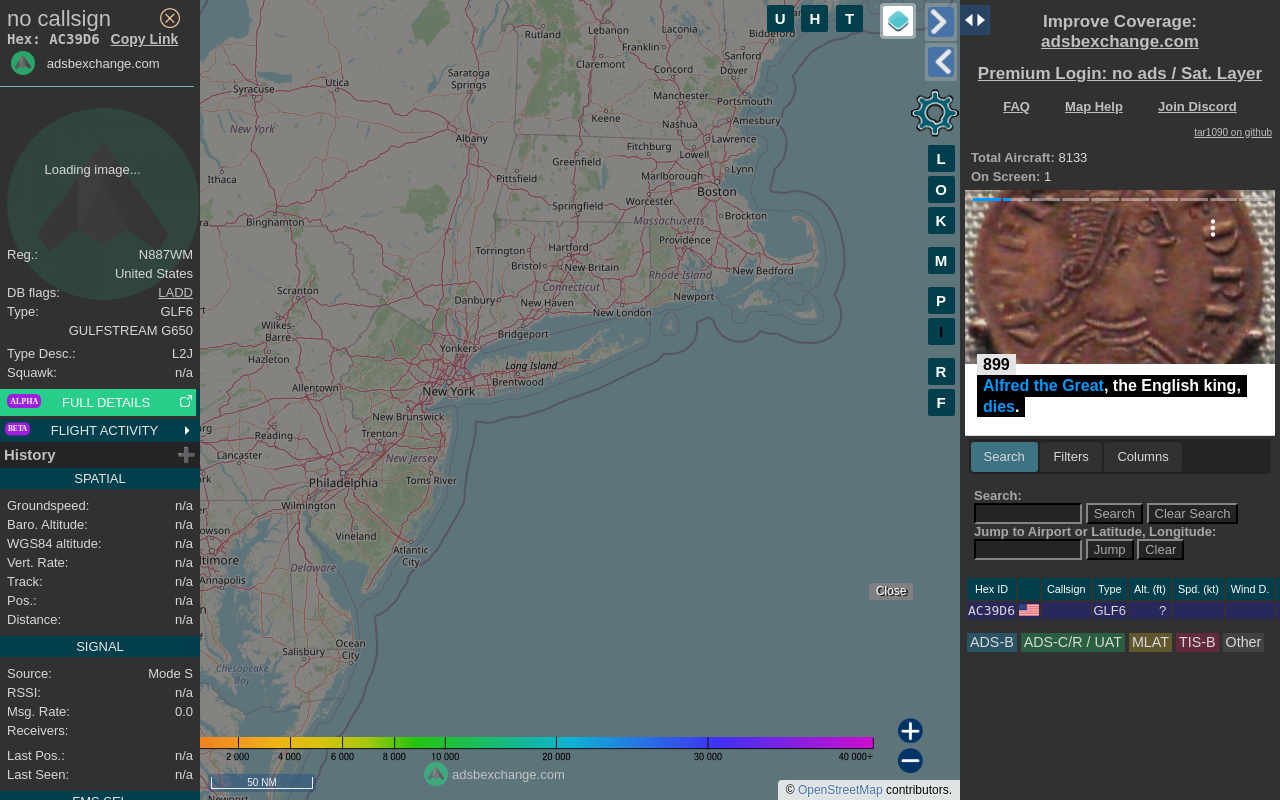 no callsign
Hex: AC39D6 Copy Link
adsbexchange.com
Loading image...
Reg.: N887WM
United States
DB flags: LADD
Type: GLF6
GULFSTREAM G650
Type Desc.: L2J
Squawk: n/a
ALPHA FULL DETAILS
BETA FLIGHT ACTIVITY
History
SPATIAL
Groundspeed: n/a
Baro. Altitude: n/a
WGS84 altitude: n/a
Vert. Rate: n/a
Track: n/a
Pos.: n/a
Distance: n/a
SIGNAL
Source: Mode S
RSSI: n/a
Msg. Rate: 0.0
Receivers:
Last Pos.: n/a
Last Seen: n/a
U H T
L
O
K
M
P
I
R
F
Rutland
Lebanon
Laconia
Biddeford
Franklin
Sanford
Claremont
Concord
Dover
Utica
Saratoga
Springs
Syracuse
Manchester
Portsmouth
Keene
Nashua
Amesbury
New York
Albany
Fitchburg
Lawrence
Lowell
Greenfield
Lynn
Ithaca
Pittsfield
Marlborough
Boston
Worcester
Springfield
Massachusetts
Brockton
Binghamton
Providence
Torrington
Hartford
Bristol
New Britain
New Bedford
Rhode Island
Connecticut
Scranton
Danbury
New Haven
Newport
New London
Wilkes-
Barre
Bridgeport
Yonkers
Hazleton
Long Island
Brentwood
Allentown
New York
New Brunswick
Reading
Trenton
Lancaster
New Jersey
Philadelphia
Toms River
Wilmington
Vineland
Atlantic
City
Delaware
Annapolis
Ocean
City
Salisbury
Chesapeake
Bay
Close
2 000 4 000 6 000 8 000 10 000 20 000 30 000 40 000+
50 NM
adsbexchange.com
© OpenStreetMap contributors.
Improve Coverage:
adsbexchange.com
Premium Login: no ads / Sat. Layer
FAQ Map Help Join Discord
tar1090 on github
Total Aircraft: 8133
On Screen: 1
899
Alfred the Great, the English king,
dies.
Search Filters Columns
Search:
Search Clear Search
Jump to Airport or Latitude, Longitude:
Jump Clear
Hex ID Callsign Type Alt. (ft) Spd. (kt) Wind D.
AC39D6 GLF6 ?
ADS-B ADS-C/R / UAT MLAT TIS-B Other